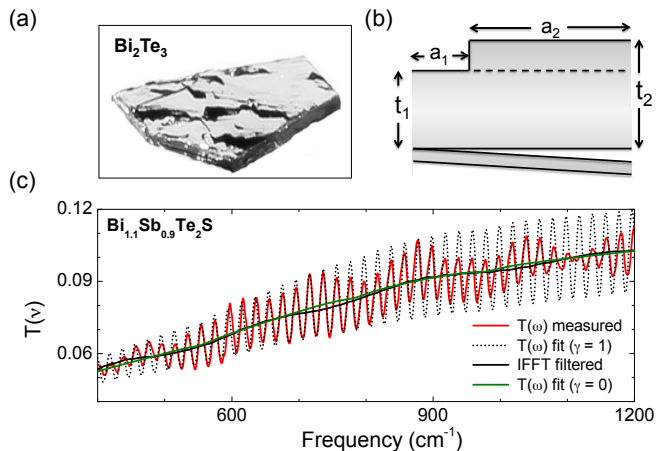 (a)
Bi₂Te₃
(b)
a₁
a₂
t₁
t₂
(c)
Bi₁.₁Sb₀.₉Te₂S
0.12
0.09
0.06
T(ν)
T(ω) measured
T(ω) fit (γ = 1)
IFFT filtered
T(ω) fit (γ = 0)
600
900
1200
Frequency (cm⁻¹)